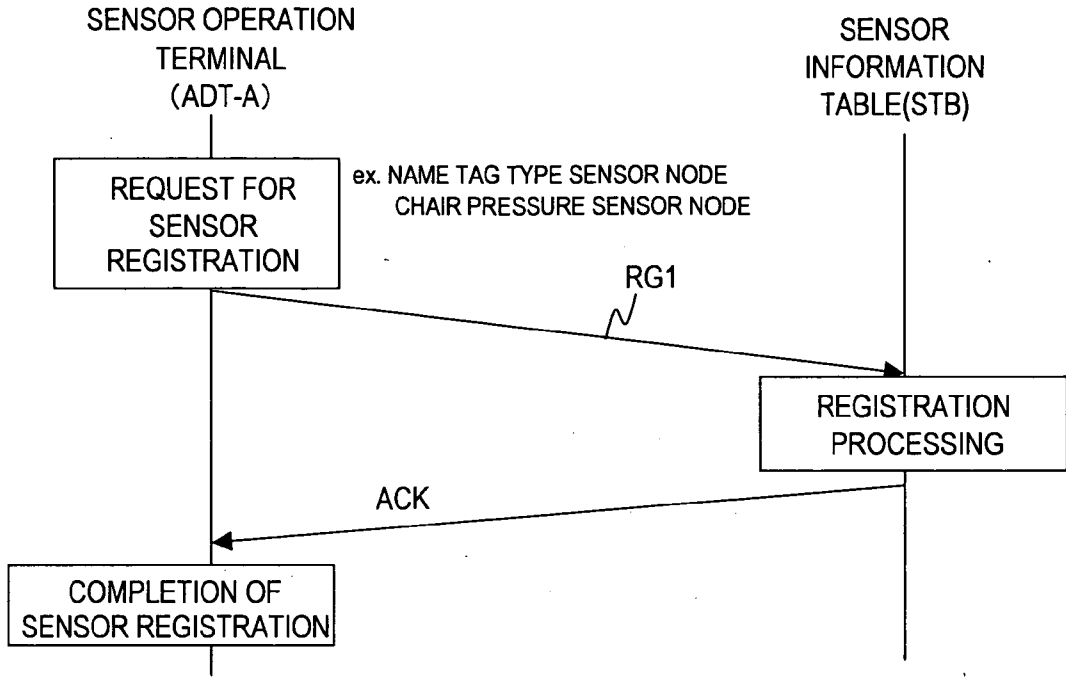 SENSOR OPERATION
TERMINAL
(ADT-A)
SENSOR
INFORMATION
TABLE(STB)
REQUEST FOR
SENSOR
REGISTRATION
ex. NAME TAG TYPE SENSOR NODE
CHAIR PRESSURE SENSOR NODE
RG1
REGISTRATION
PROCESSING
ACK
COMPLETION OF
SENSOR REGISTRATION